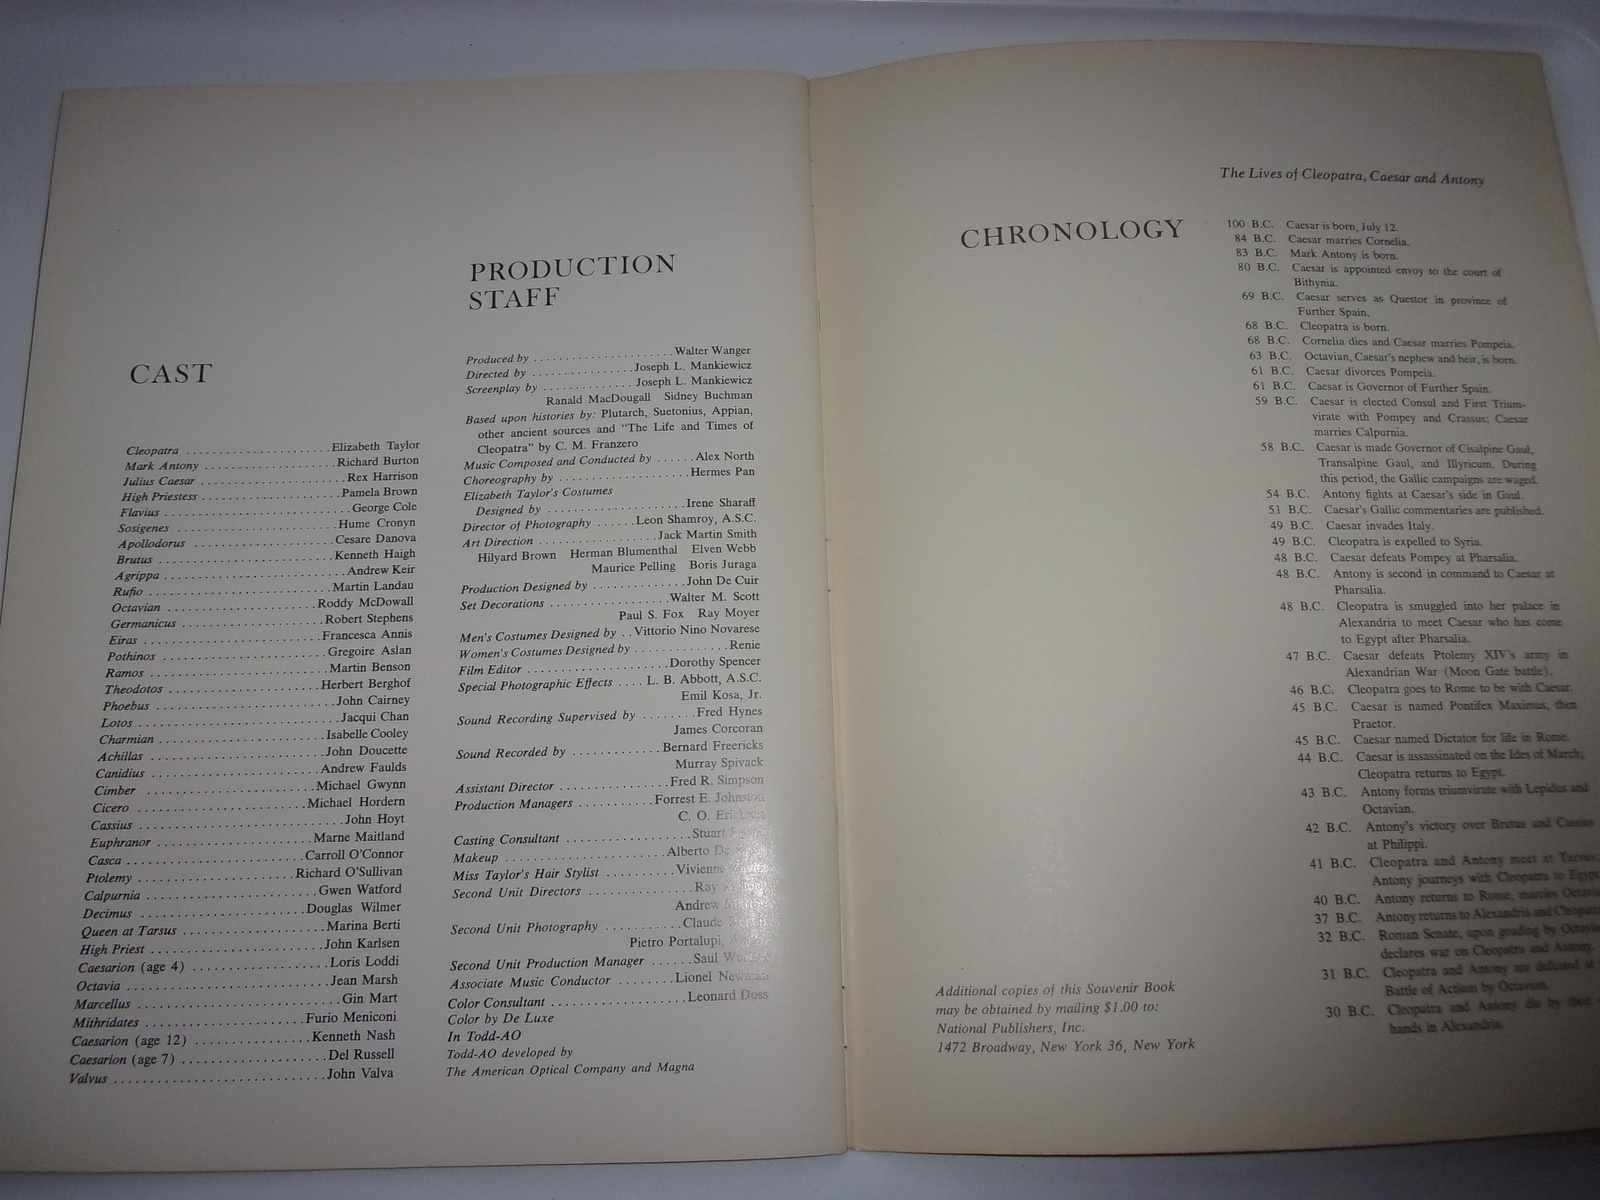 CAST
Cleopatra ........................Elizabeth Taylor
Mark Antony ......................Richard Burton
Julius Caesar ........................Rex Harrison
High Priestess .......................Pamela Brown
Flavius ................................George Cole
Sosigenes ...........................Hume Cronyn
Apollodorus ........................Cesare Danova
Brutus .............................Kenneth Haigh
Agrippa .............................Andrew Keir
Rufio ..............................Martin Landau
Octavian .......................Roddy McDowall
Germanicus .....................Robert Stephens
Eiras ............................Francesca Annis
Pothinos ........................Gregoire Aslan
Ramos ............................Martin Benson
Theodotos ......................Herbert Berghof
Phoebus ............................John Cairney
Lotos ...............................Jacqui Chan
Charmian .........................Isabelle Cooley
Achillas ..........................John Doucette
Canidius .........................Andrew Faulds
Cimber ..........................Michael Gwynn
Cicero .........................Michael Hordern
Cassius ..............................John Hoyt
Euphranor .......................Marne Maitland
Casca .........................Carroll O'Connor
Ptolemy .....................Richard O'Sullivan
Calpurnia .........................Gwen Watford
Decimus .......................Douglas Wilmer
Queen at Tarsus ....................Marina Berti
High Priest .........................John Karlsen
Caesarion (age 4) ....................Loris Loddi
Octavia .............................Jean Marsh
Marcellus .............................Gin Mart
Mithridates .....................Furio Meniconi
Caesarion (age 12) .................Kenneth Nash
Caesarion (age 7) ....................Del Russell
Valvus ..............................John Valva
PRODUCTION
STAFF
Produced by .....................Walter Wanger
Directed by ...............Joseph L. Mankiewicz
Screenplay by .............Joseph L. Mankiewicz
Ranald MacDougall Sidney Buchman
Based upon histories by: Plutarch, Suetonius, Appian,
other ancient sources and "The Life and Times of
Cleopatra" by C. M. Franzero
Music Composed and Conducted by ......Alex North
Choreography by ....................Hermes Pan
Elizabeth Taylor's Costumes
Designed by .....................Irene Sharaff
Director of Photography ......Leon Shamroy, A.S.C.
Art Direction ..................Jack Martin Smith
Hilyard Brown Herman Blumenthal Elven Webb
Maurice Pelling Boris Juraga
Production Designed by .............John De Cuir
Set Decorations ..................Walter M. Scott
Paul S. Fox Ray Moyer
Men's Costumes Designed by ..Vittorio Nino Novarese
Women's Costumes Designed by .............Renie
Film Editor .....................Dorothy Spencer
Special Photographic Effects ....L. B. Abbott, A.S.C.
Emil Kosa, Jr.
Sound Recording Supervised by ........Fred Hynes
James Corcoran
Sound Recorded by .............Bernard Freericks
Murray Spivack
Assistant Director ................Fred R. Simpson
Production Managers ...........Forrest E. Johnston
C. O.
Casting Consultant ...................Stuart
Makeup ........................Alberto De
Miss Taylor's Hair Stylist ..........Vivienne
Second Unit Directors ................Ray
Andrew
Second Unit Photography ............Claude
Pietro Portalupi,
Second Unit Production Manager ......Saul
Associate Music Conductor ........Lionel Newman
Color Consultant ....................Leonard Doss
Color by De Luxe
In Todd-AO
Todd-AO developed by
The American Optical Company and Magna
The Lives of Cleopatra, Caesar and Antony
CHRONOLOGY
100 B.C. Caesar is born, July 12.
84 B.C. Caesar marries Cornelia.
83 B.C. Mark Antony is born.
80 B.C. Caesar is appointed envoy to the court of
Bithynia.
69 B.C. Caesar serves as Questor in province of
Further Spain.
68 B.C. Cleopatra is born.
68 B.C. Cornelia dies and Caesar marries Pompeia.
63 B.C. Octavian, Caesar's nephew and heir, is born.
61 B.C. Caesar divorces Pompeia.
61 B.C. Caesar is Governor of Further Spain.
59 B.C. Caesar is elected Consul and First Trium-
virate with Pompey and Crassus; Caesar
marries Calpurnia.
58 B.C. Caesar is made Governor of Cisalpine Gaul,
Transalpine Gaul, and Illyricum. During
this period, the Gallic campaigns are waged.
54 B.C. Antony fights at Caesar's side in Gaul.
51 B.C. Caesar's Gallic commentaries are published.
49 B.C. Caesar invades Italy.
49 B.C. Cleopatra is expelled to Syria.
48 B.C. Caesar defeats Pompey at Pharsalia.
48 B.C. Antony is second in command to Caesar at
Pharsalia.
48 B.C. Cleopatra is smuggled into her palace in
Alexandria to meet Caesar who has come
to Egypt after Pharsalia.
47 B.C. Caesar defeats Ptolemy XIV's army in
Alexandrian War (Moon Gate battle).
46 B.C. Cleopatra goes to Rome to be with Caesar.
45 B.C. Caesar is named Pontifex Maximus, then
Praetor.
45 B.C. Caesar named Dictator for life in Rome.
44 B.C. Caesar is assassinated on the Ides of March;
Cleopatra returns to Egypt.
43 B.C. Antony forms triumvirate with Lepidus and
Octavian.
42 B.C. Antony's victory over Brutus and Cassius
at Philippi.
41 B.C. Cleopatra and Antony meet at Tarsus;
Antony journeys with Cleopatra to Egypt
40 B.C. Antony returns to Rome, marries Octavia
37 B.C. Antony returns to Alexandria and Cleopatra
32 B.C. Roman Senate, upon goading by Octavian
declares war on Cleopatra and Antony.
31 B.C. Cleopatra and Antony are defeated at
Battle of Actium by Octavian.
30 B.C. Cleopatra and Antony die by their
hands in Alexandria.
Additional copies of this Souvenir Book
may be obtained by mailing $1.00 to:
National Publishers, Inc.
1472 Broadway, New York 36, New York